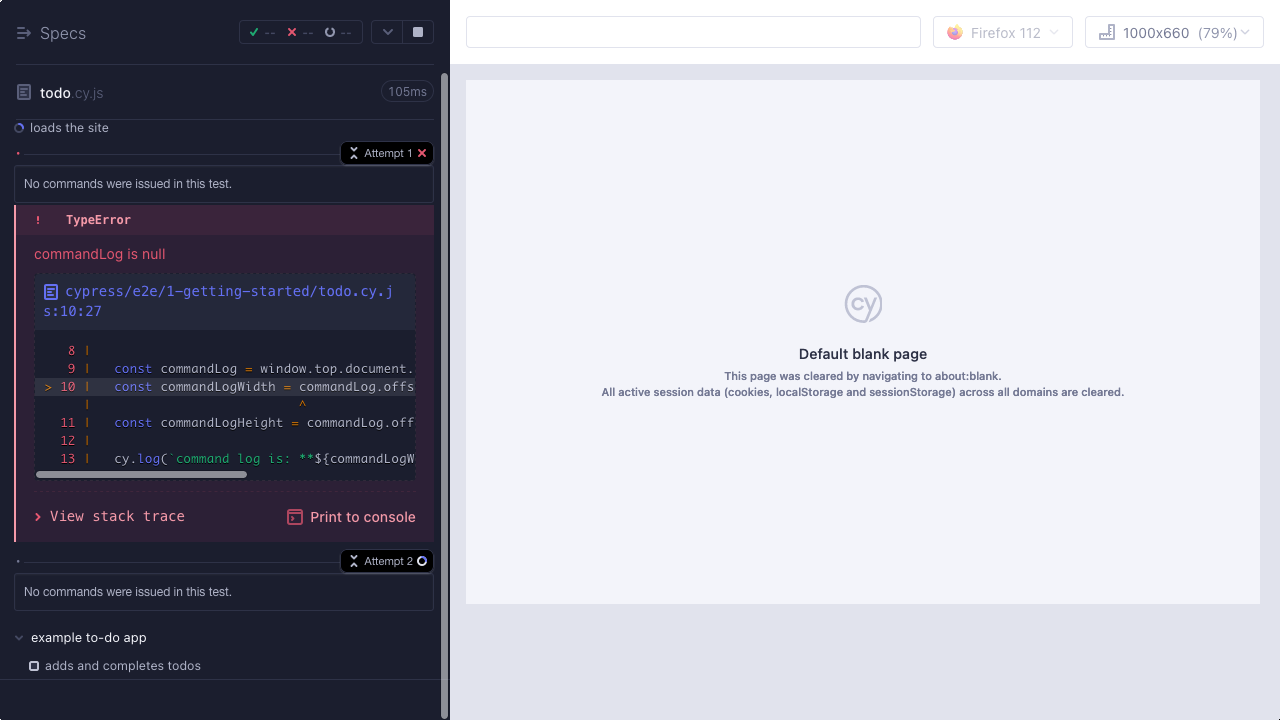 Specs
--
--
--
todo.cy.js
105ms
loads the site
Attempt 1
No commands were issued in this test.
! TypeError
commandLog is null
cypress/e2e/1-getting-started/todo.cy.j
s:10:27
8 |
9 | const commandLog = window.top.document.
> 10 | const commandLogWidth = commandLog.offs
| ^
11 | const commandLogHeight = commandLog.off
12 |
13 | cy.log(`command log is: **${commandLogW
View stack trace
Print to console
Attempt 2
No commands were issued in this test.
example to-do app
adds and completes todos
Firefox 112
1000x660 (79%)
cy
Default blank page
This page was cleared by navigating to about:blank.
All active session data (cookies, localStorage and sessionStorage) across all domains are cleared.